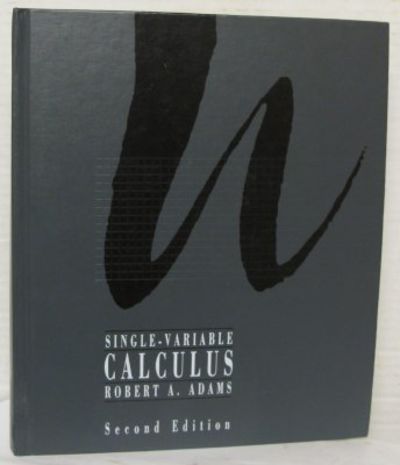 SINGLE-VARIABLE
CALCULUS
ROBERT A. ADAMS
Second Edition